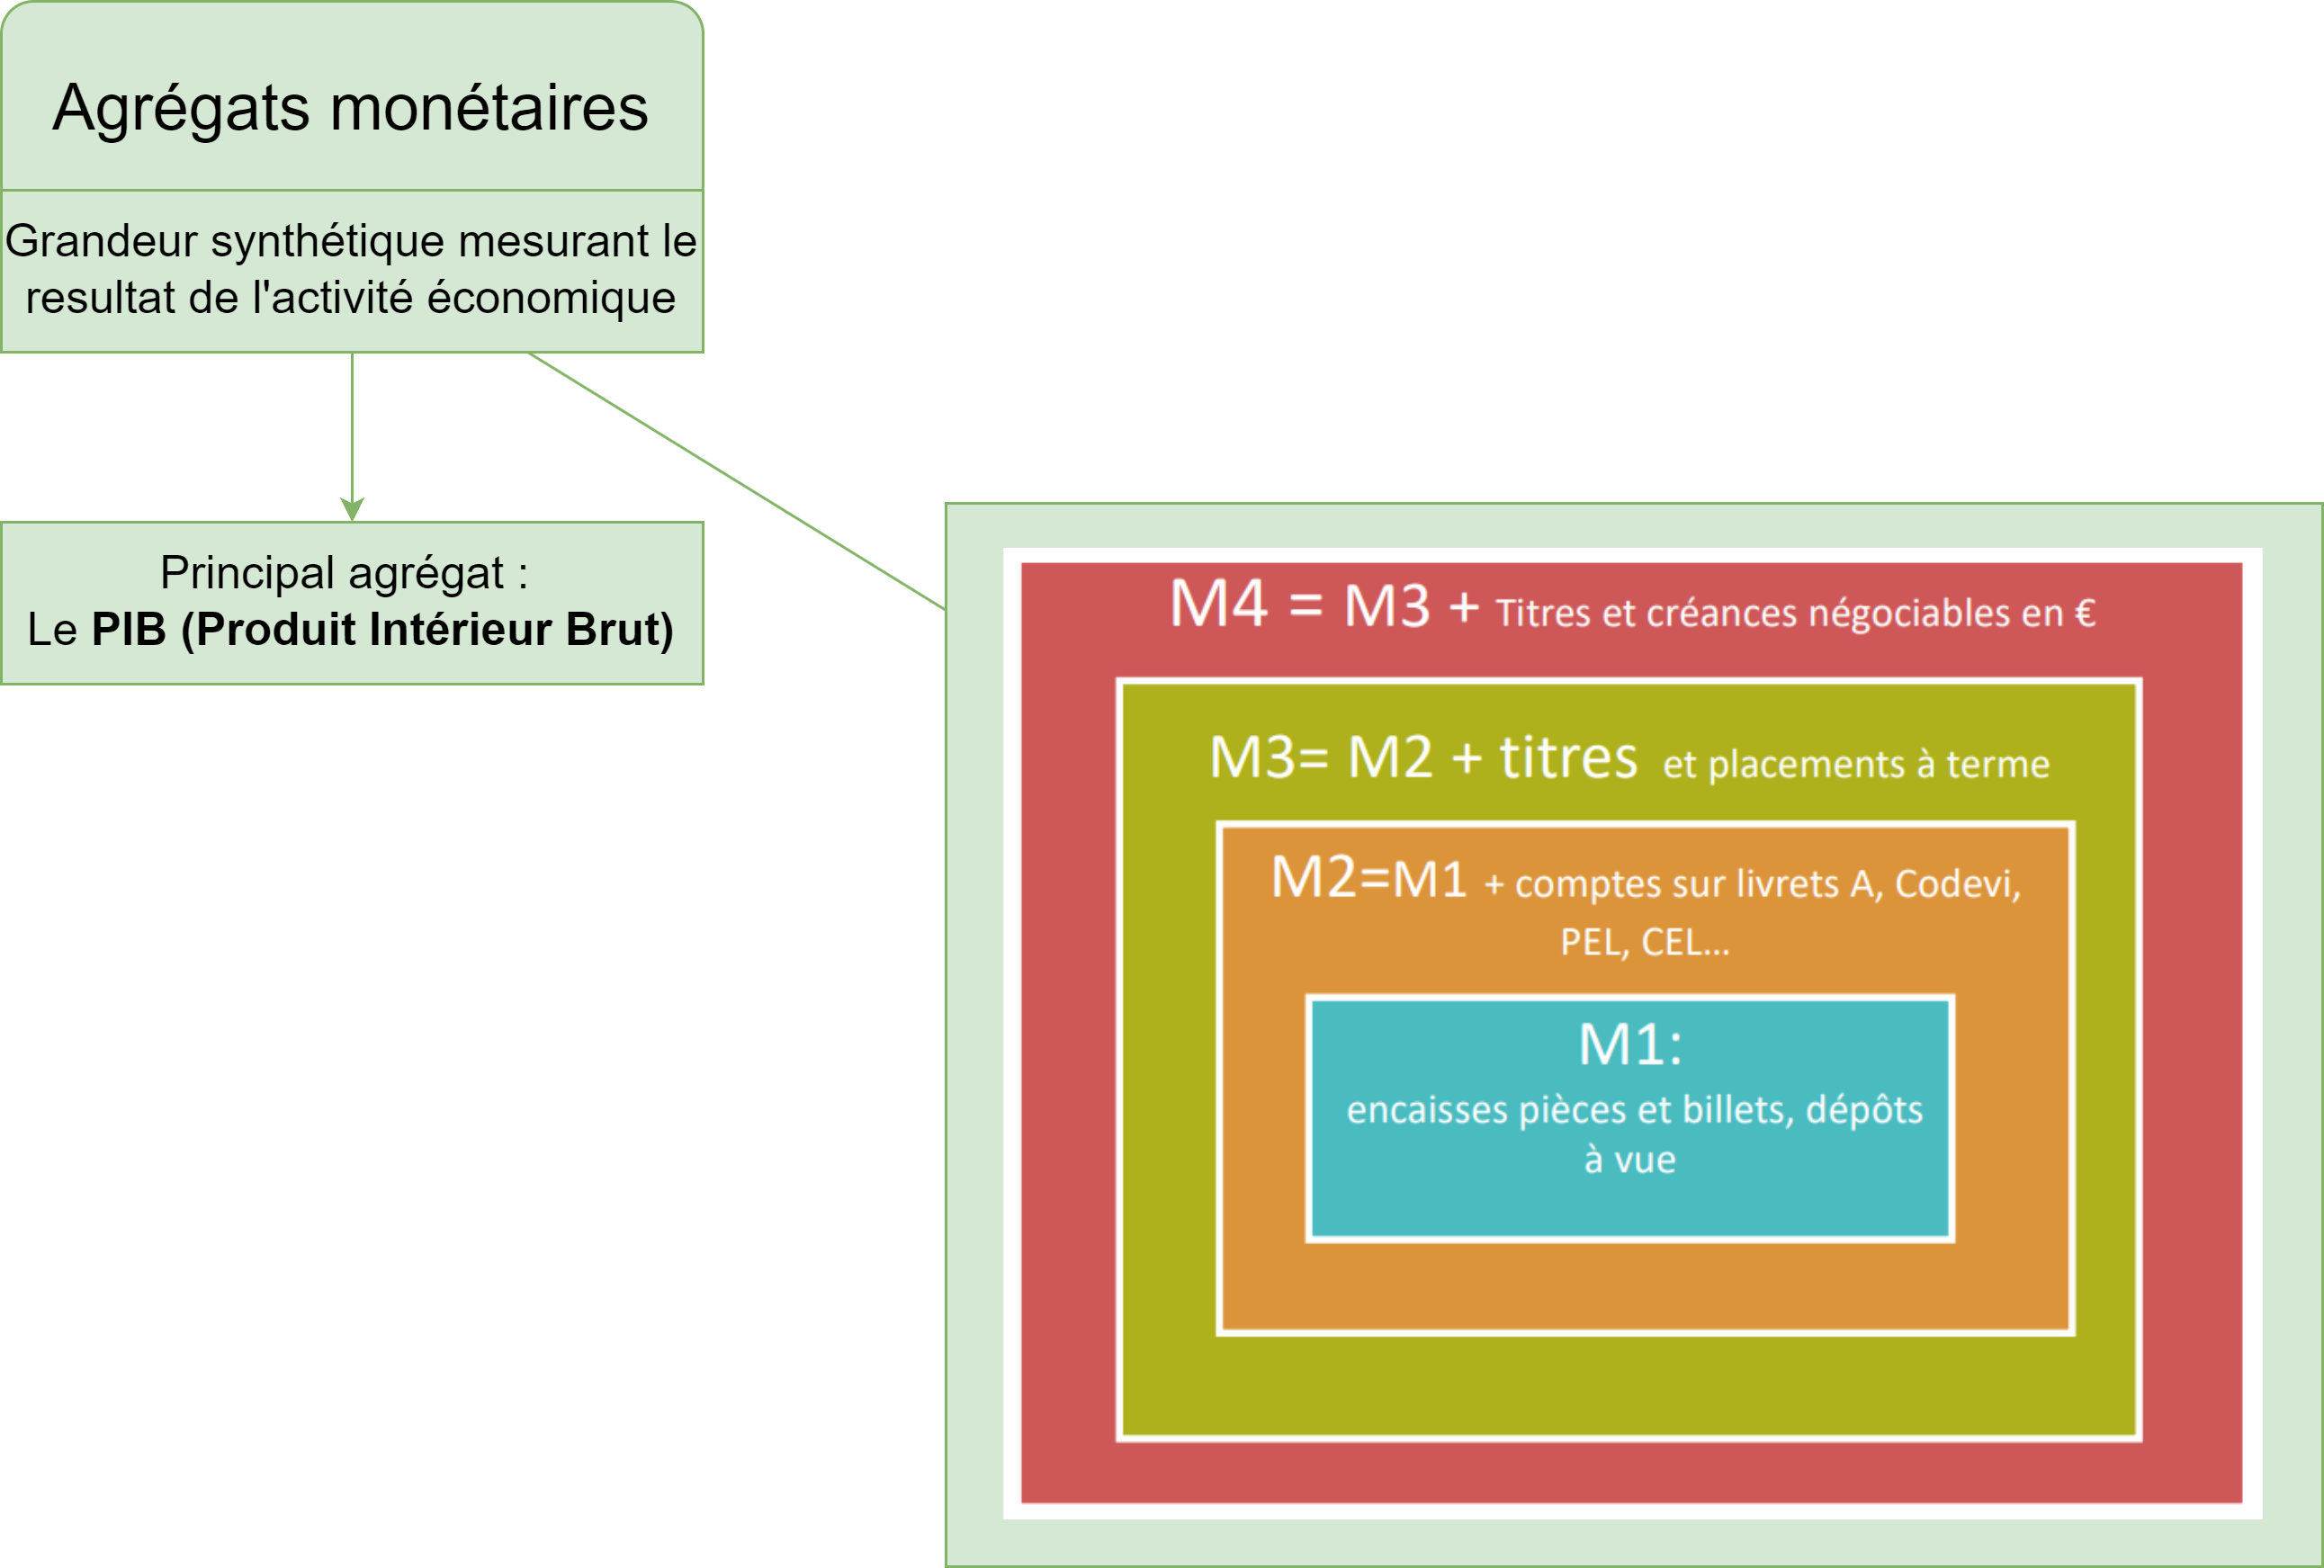 Agrégats monétaires
Grandeur synthétique mesurant le
resultat de l'activité économique
Principal agrégat :
Le PIB (Produit Intérieur Brut)
M4 = M3 + Titres et créances négociables en €
M3= M2 + titres et placements à terme
M2=M1 + comptes sur livrets A, Codevi,
PEL, CEL...
M1:
encaisses pièces et billets, dépôts
à vue